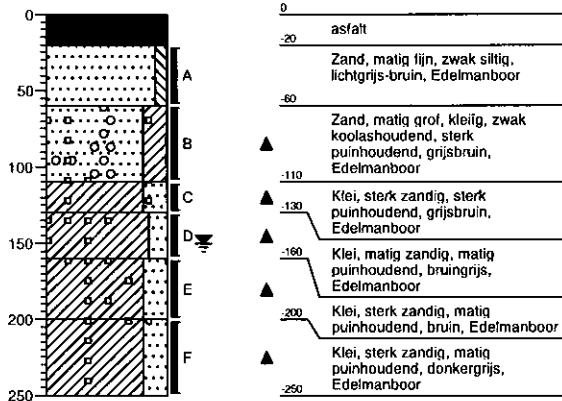 0
50
100
150
200
250
A
B
C
D
E
F
0
asfalt
-20
Zand, matig fijn, zwak siltig,
lichtgrijs-bruin, Edelmanboor
-60
Zand, matig grof, kleiïg, zwak
koolashoudend, sterk
puinhoudend, grijsbruin,
Edelmanboor
-110
Klei, sterk zandig, sterk
puinhoudend, grijsbruin,
Edelmanboor
-130
Klei, matig zandig, matig
puinhoudend, bruingrijs,
Edelmanboor
-160
Klei, sterk zandig, matig
puinhoudend, bruin, Edelmanboor
-200
Klei, sterk zandig, matig
puinhoudend, donkergrijs,
Edelmanboor
-250